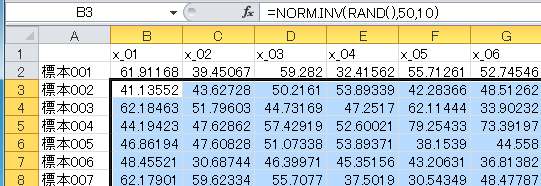 B3 fx =NORM.INV(RAND(),50,10)
A B C D E F G
1 x_01 x_02 x_03 x_04 x_05 x_06
2 標本001 61.91168 39.45067 59.282 32.41562 55.71261 52.74546
3 標本002 41.13552 43.62728 50.2161 53.89339 42.28366 48.51262
4 標本003 62.18463 51.79603 44.73169 47.2517 62.11444 33.90232
5 標本004 44.19423 47.62862 57.42919 52.60021 79.25433 73.39197
6 標本005 46.86194 47.60828 51.07338 53.89371 38.1539 44.558
7 標本006 48.45521 30.68744 46.39971 45.35156 43.20631 36.81382
8 標本007 62.17901 59.62334 55.7077 37.5019 30.54349 48.47787